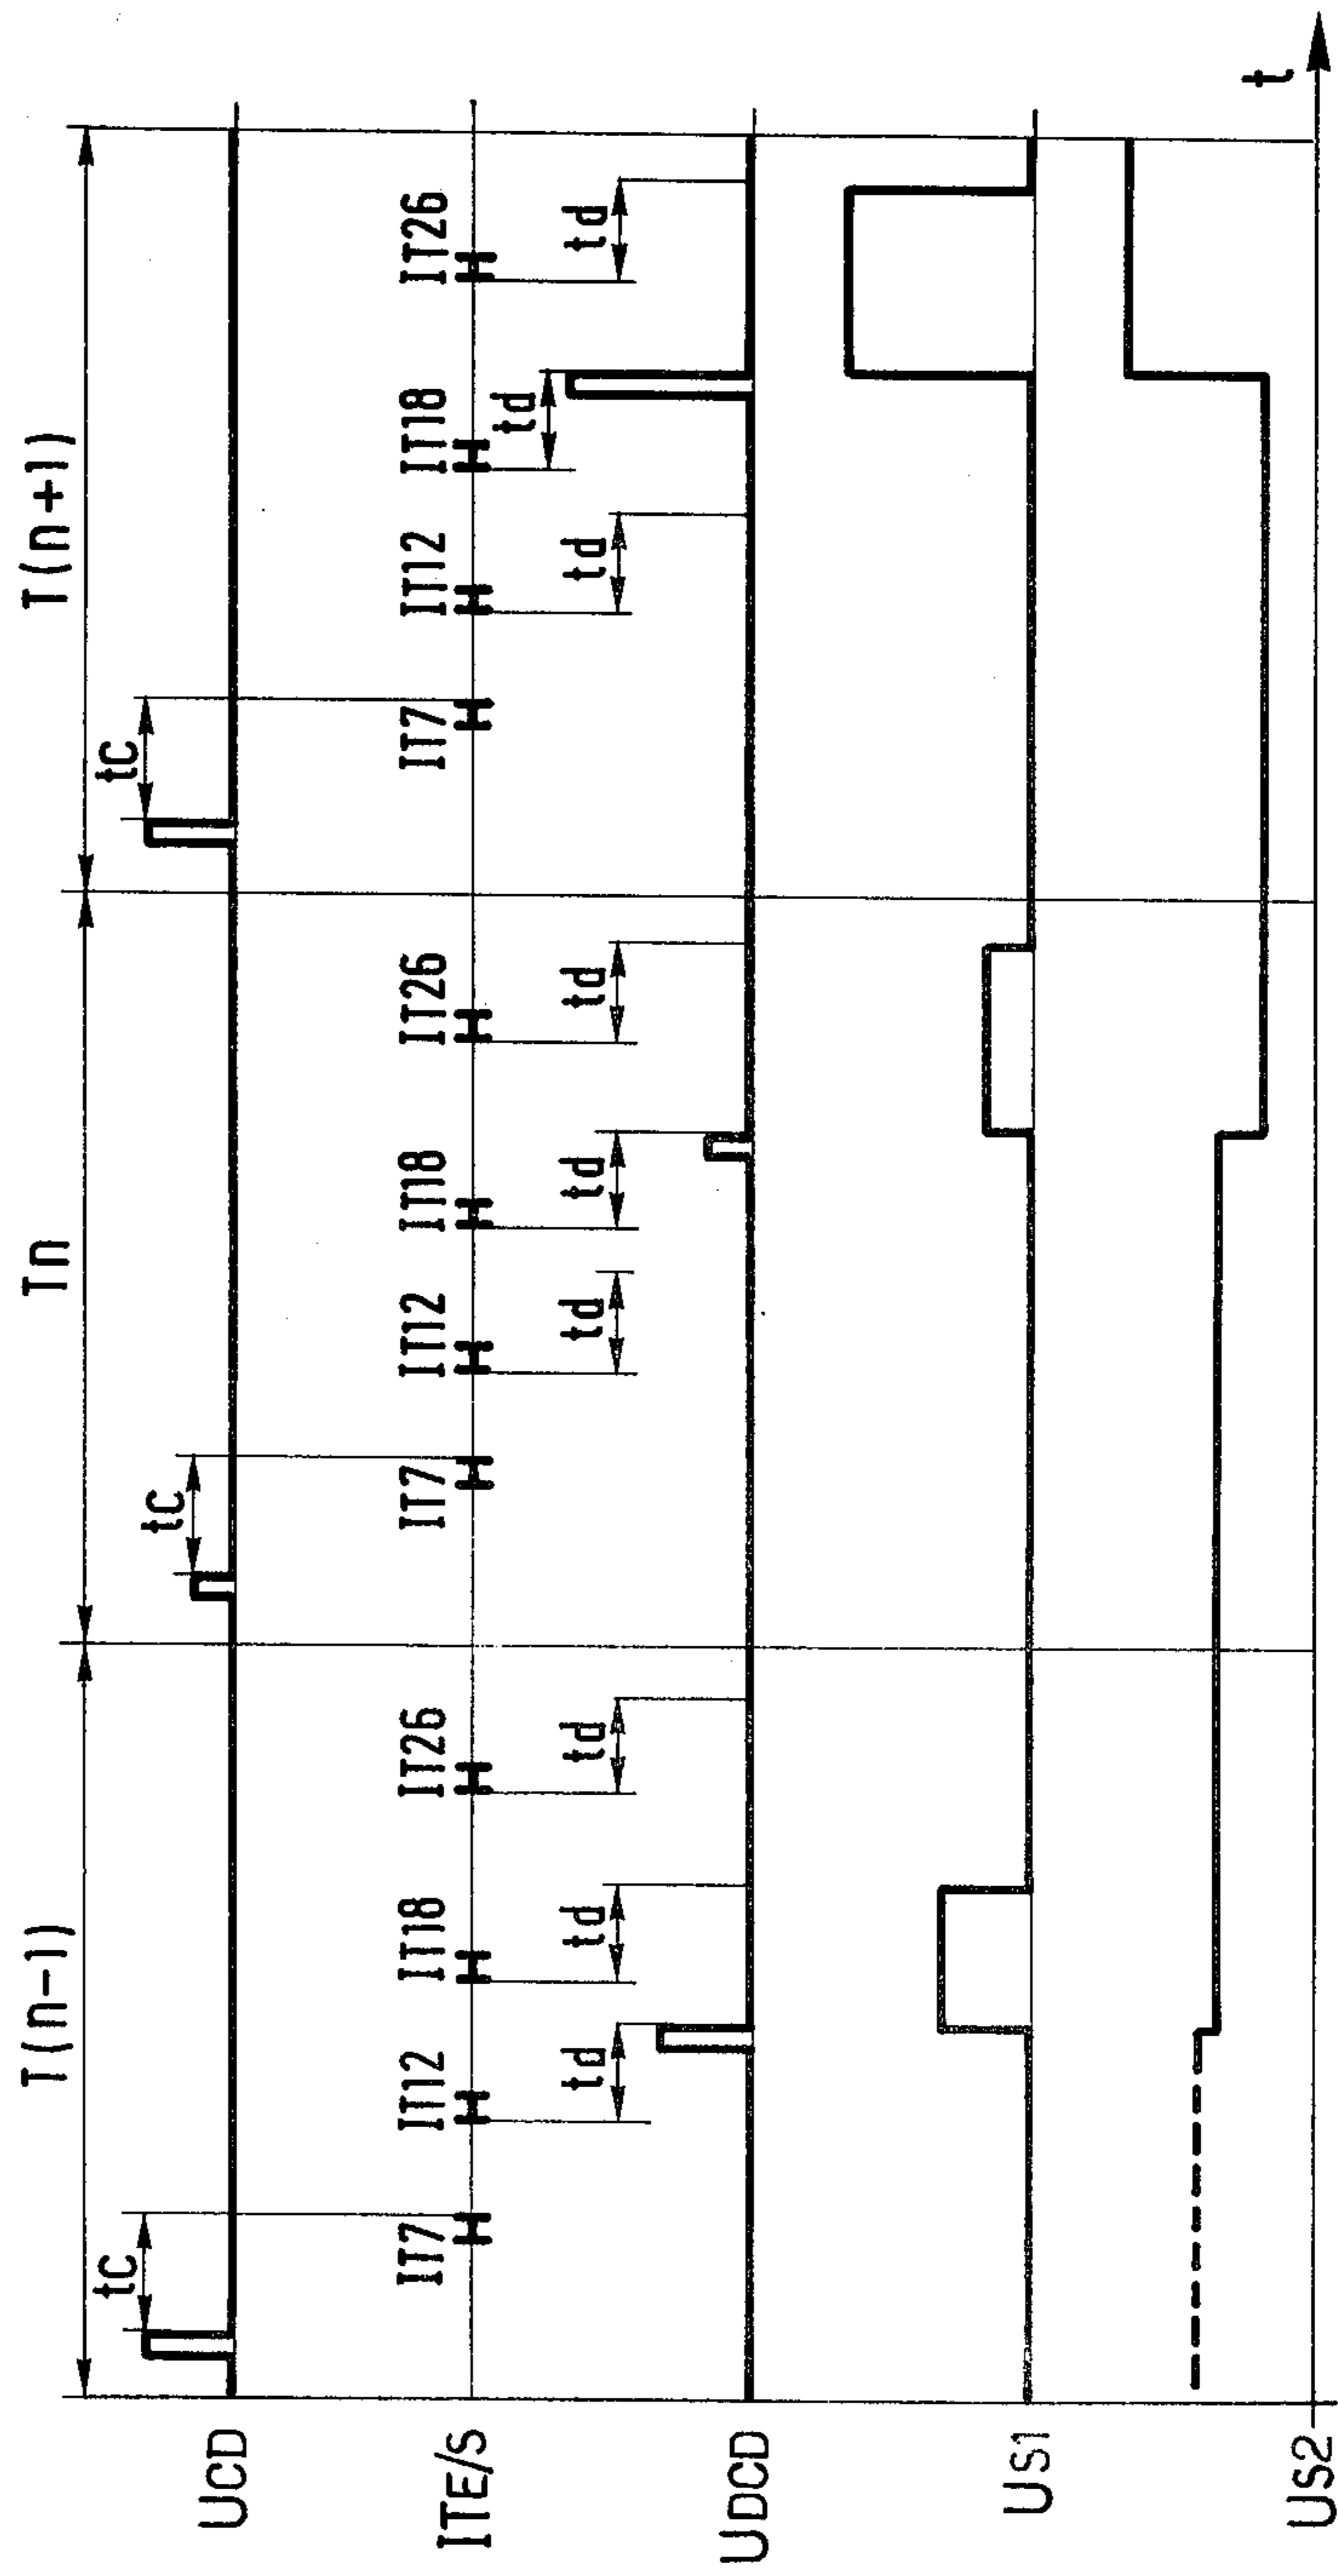 T(n-1) Tn T(n+1)
UCD tC tC tC
ITE/S IT7 IT12 IT18 IT26 IT7 IT12 IT18 IT26 IT7 IT12 IT18 IT26
UDCD td td td td td td td td td
US1
US2 t